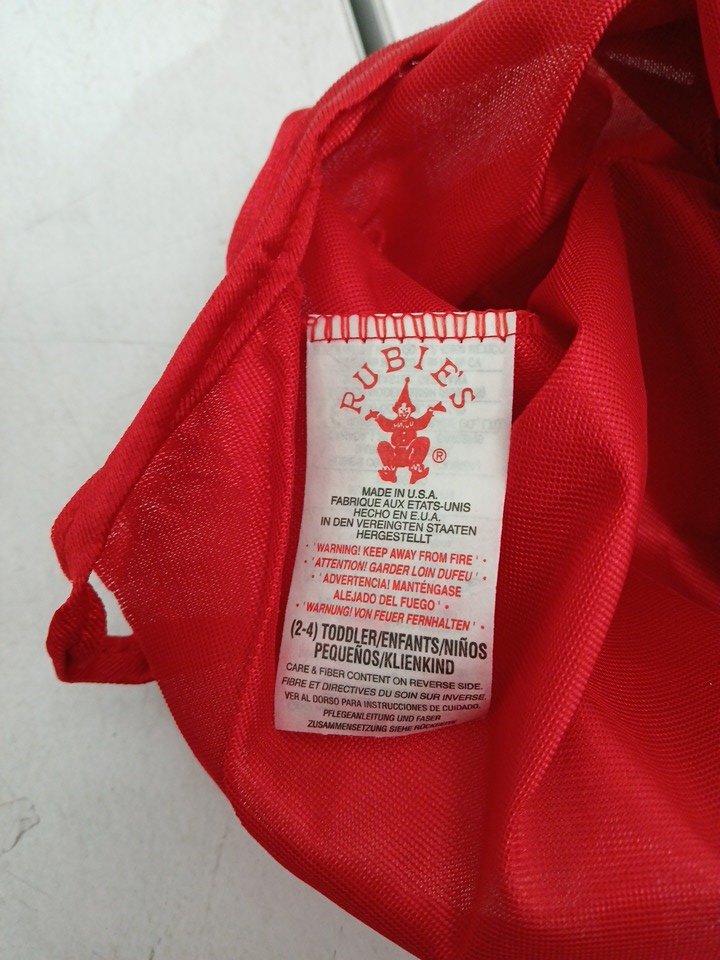 RUBIE'S
®
MADE IN U.S.A.
FABRIQUE AUX ETATS-UNIS
HECHO EN E.U.A.
IN DEN VEREINGTEN STAATEN
HERGESTELLT
• 'WARNING! KEEP AWAY FROM FIRE' •
• 'ATTENTION! GARDER LOIN DUFEU' •
• 'ADVERTENCIA! MANTÉNGASE
ALEJADO DEL FUEGO' •
• 'WARNUNG! VON FEUER FERNHALTEN' •
(2-4) TODDLER/ENFANTS/NIÑOS
PEQUEÑOS/KLIENKIND
CARE & FIBER CONTENT ON REVERSE SIDE.
FIBRE ET DIRECTIVES DU SOIN SUR INVERSE.
VER AL DORSO PARA INSTRUCCIONES DE CUIDADO.
PFLEGEANLEITUNG UND FASER
ZUSAMMENSETZUNG SIEHE RÜCKSEITE